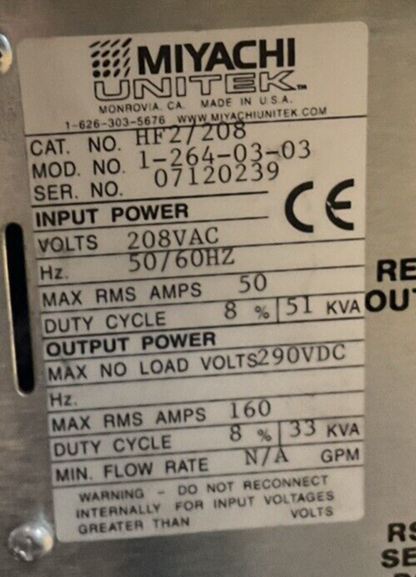 MIYACHI
UNITEK™
MONROVIA, CA. MADE IN U.S.A.
1-626-303-5676 WWW.MIYACHIUNITEK.COM
CAT. NO. HF27/208
MOD. NO. 1-264-03-03
SER. NO. 07120239
INPUT POWER
CE
VOLTS 208VAC
Hz. 50/60HZ
MAX RMS AMPS 50
DUTY CYCLE 8 % 51 KVA
OUTPUT POWER
MAX NO LOAD VOLTS 290VDC
Hz.
MAX RMS AMPS 160
DUTY CYCLE 8 % 33 KVA
MIN. FLOW RATE N/A GPM
WARNING - DO NOT RECONNECT
INTERNALLY FOR INPUT VOLTAGES
GREATER THAN VOLTS
RE
OUT
RS
SE